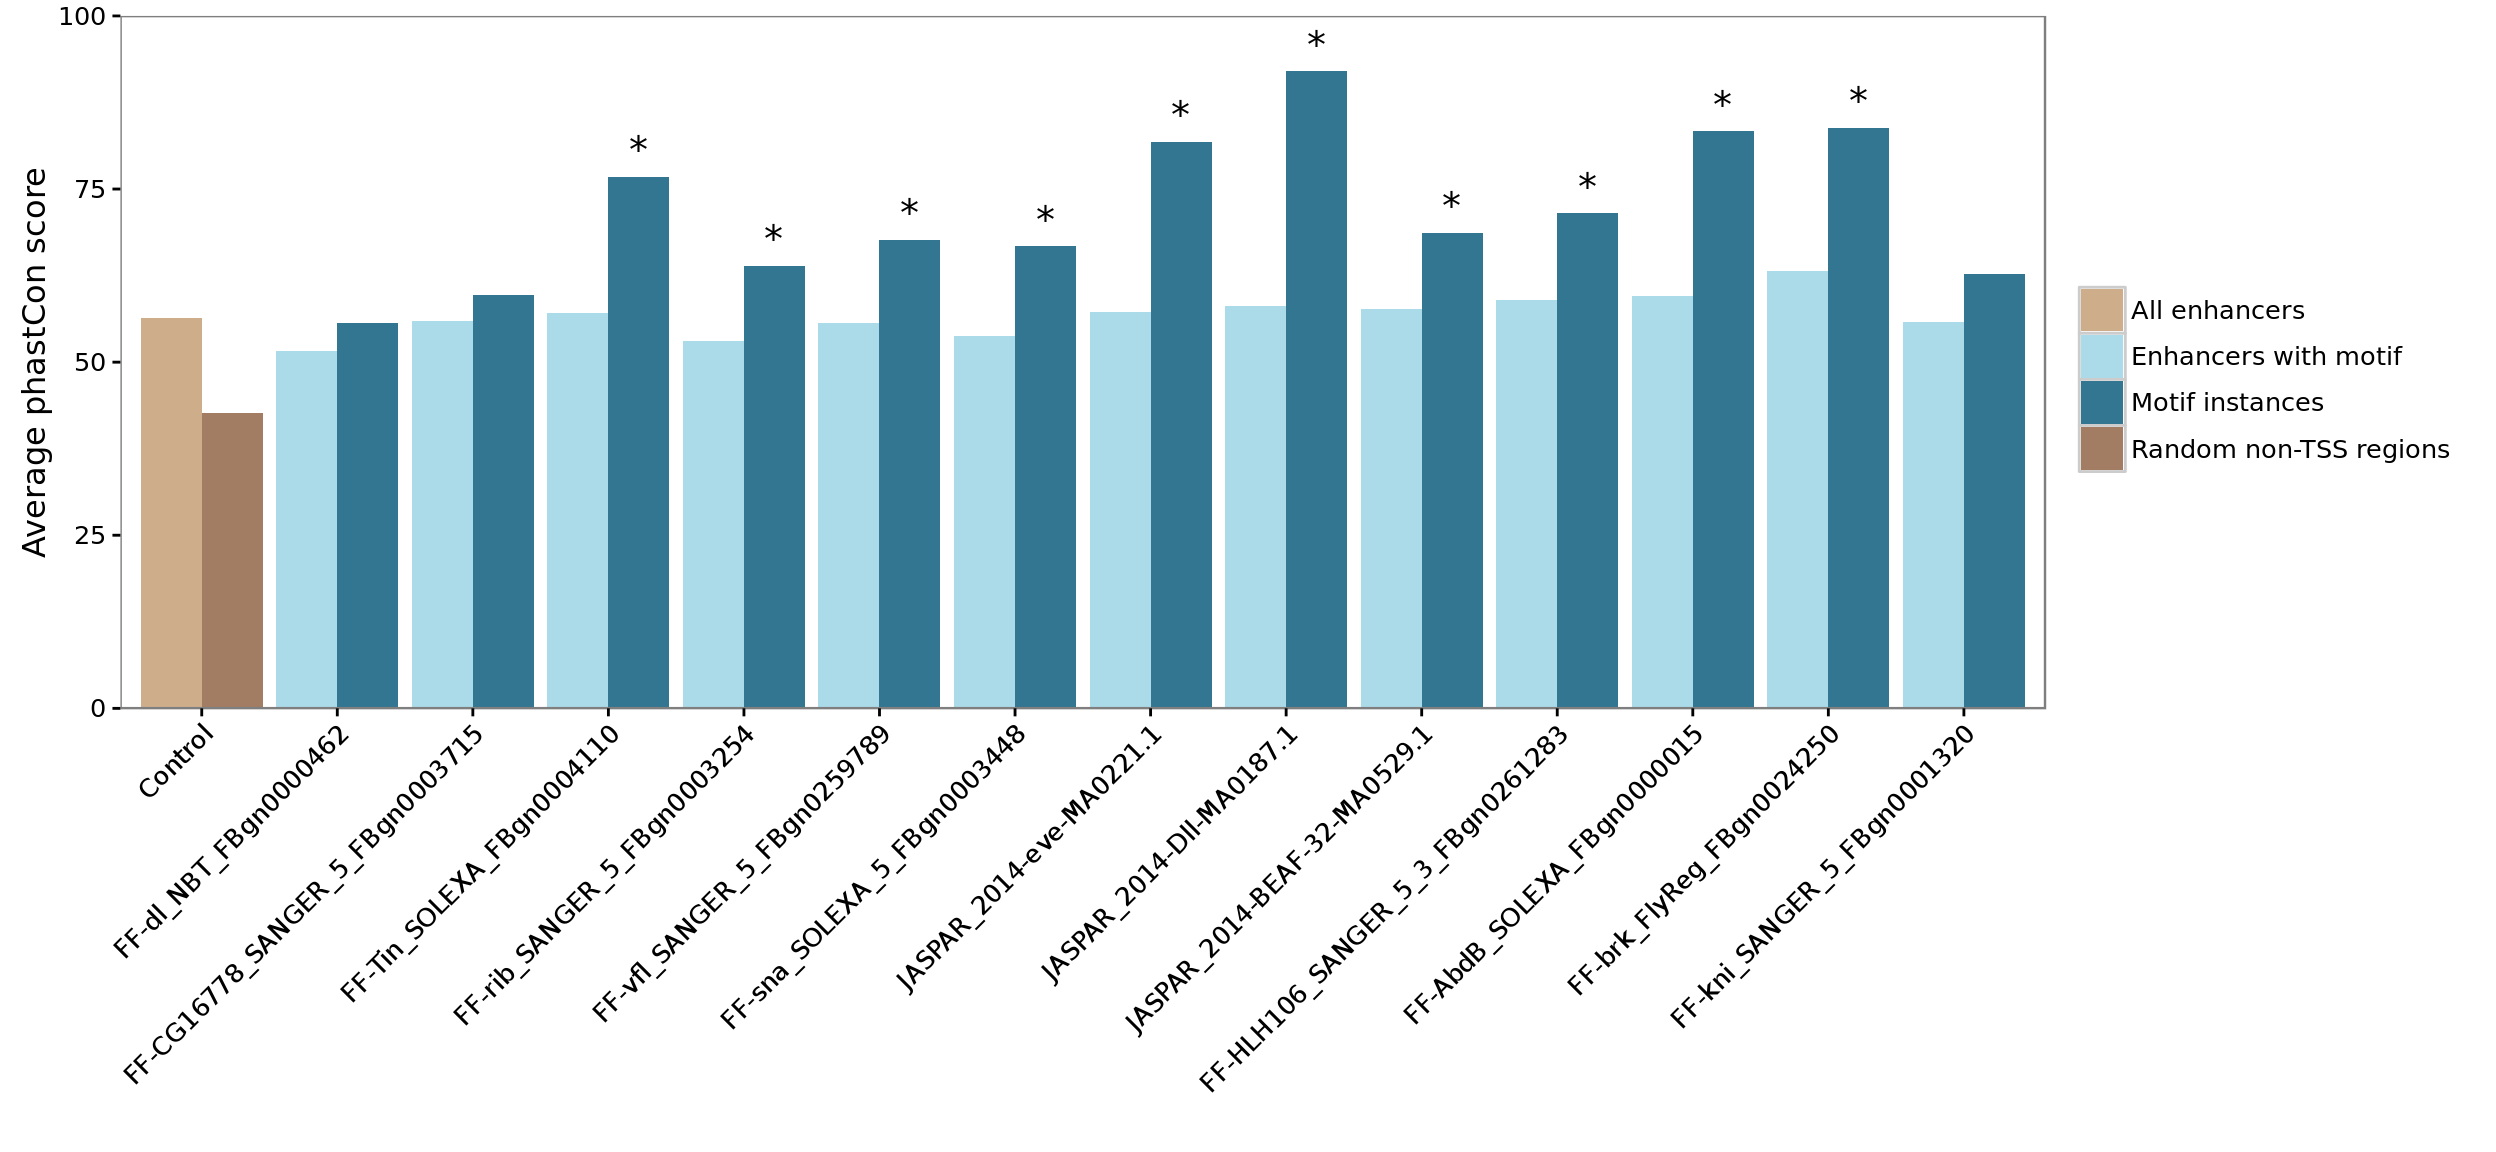 Average phastCon score
100
75
50
25
0
*
*
*
*
*
*
*
*
*
*
Control
FF-dl_NBT_FBgn0000462
FF-CG16778_SANGER_5_FBgn0003715
FF-Tin_SOLEXA_FBgn0004110
FF-rib_SANGER_5_FBgn0003254
FF-vfl_SANGER_5_FBgn0259789
FF-sna_SOLEXA_5_FBgn0003448
JASPAR_2014-eve-MA0221.1
JASPAR_2014-Dll-MA0187.1
JASPAR_2014-BEAF-32-MA0529.1
FF-HLH106_SANGER_5_3_FBgn0261283
FF-AbdB_SOLEXA_FBgn0000015
FF-brk_FlyReg_FBgn0024250
FF-kni_SANGER_5_FBgn0001320
All enhancers
Enhancers with motif
Motif instances
Random non-TSS regions